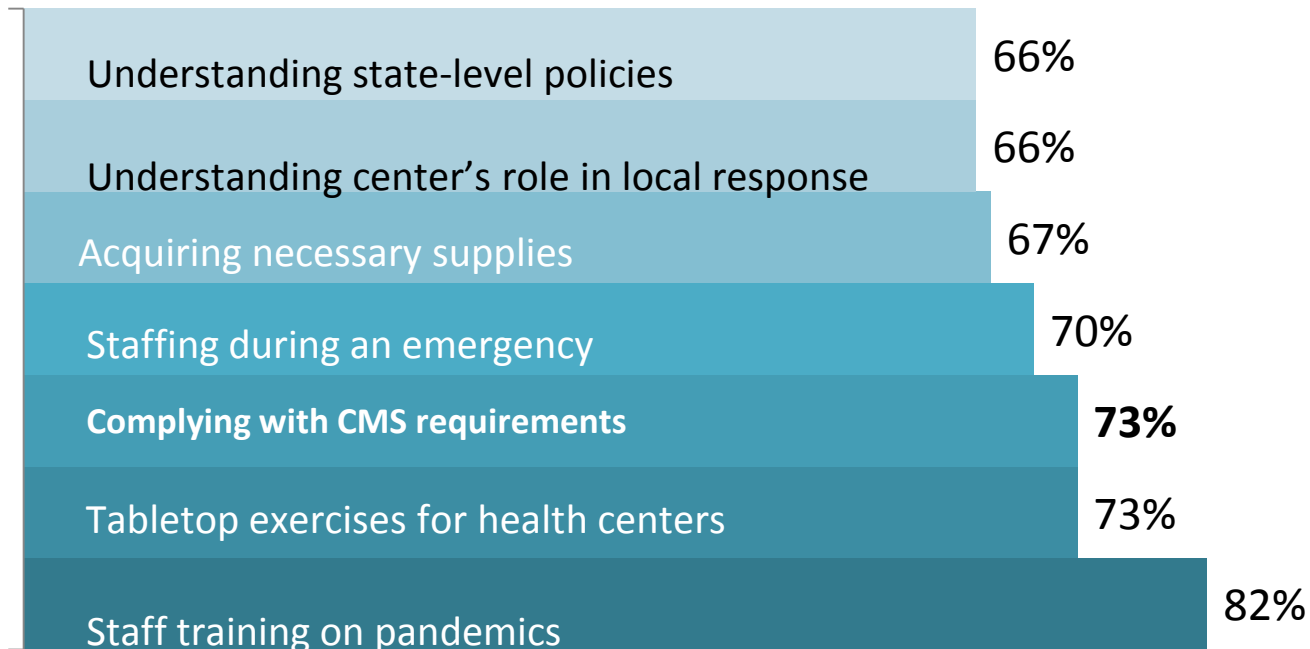 Understanding state-level policies 66%
Understanding center’s role in local response 66%
Acquiring necessary supplies 67%
Staffing during an emergency 70%
Complying with CMS requirements 73%
Tabletop exercises for health centers 73%
Staff training on pandemics 82%